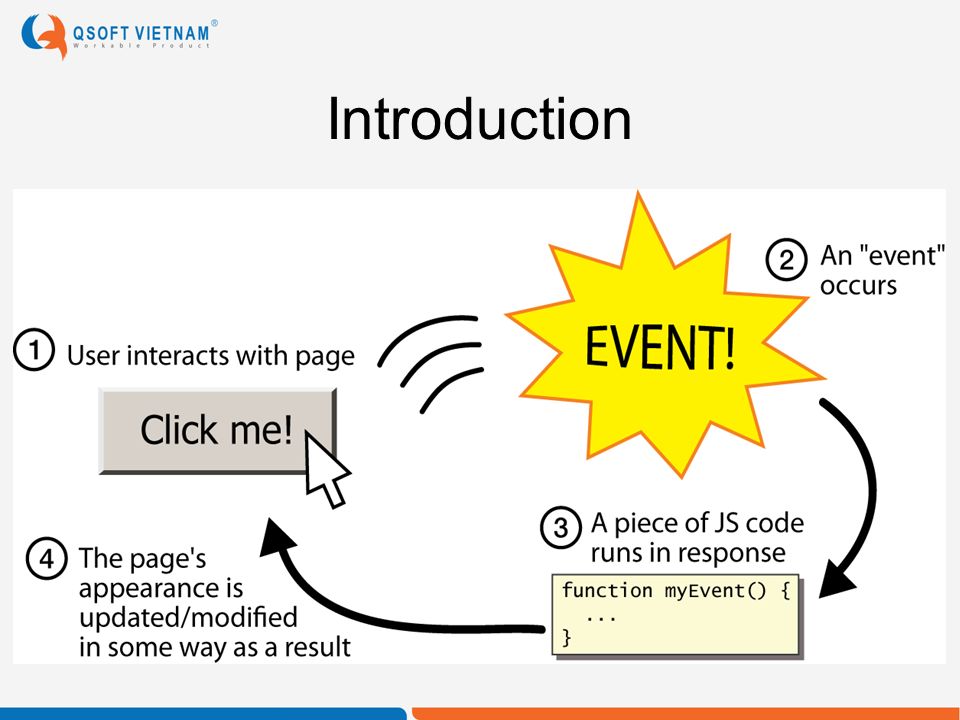 QSOFT VIETNAM®
Workable Product
Introduction
1 User interacts with page
Click me!
EVENT!
2 An "event"
occurs
3 A piece of JS code
runs in response
function myEvent() {
...
}
4 The page's
appearance is
updated/modified
in some way as a result